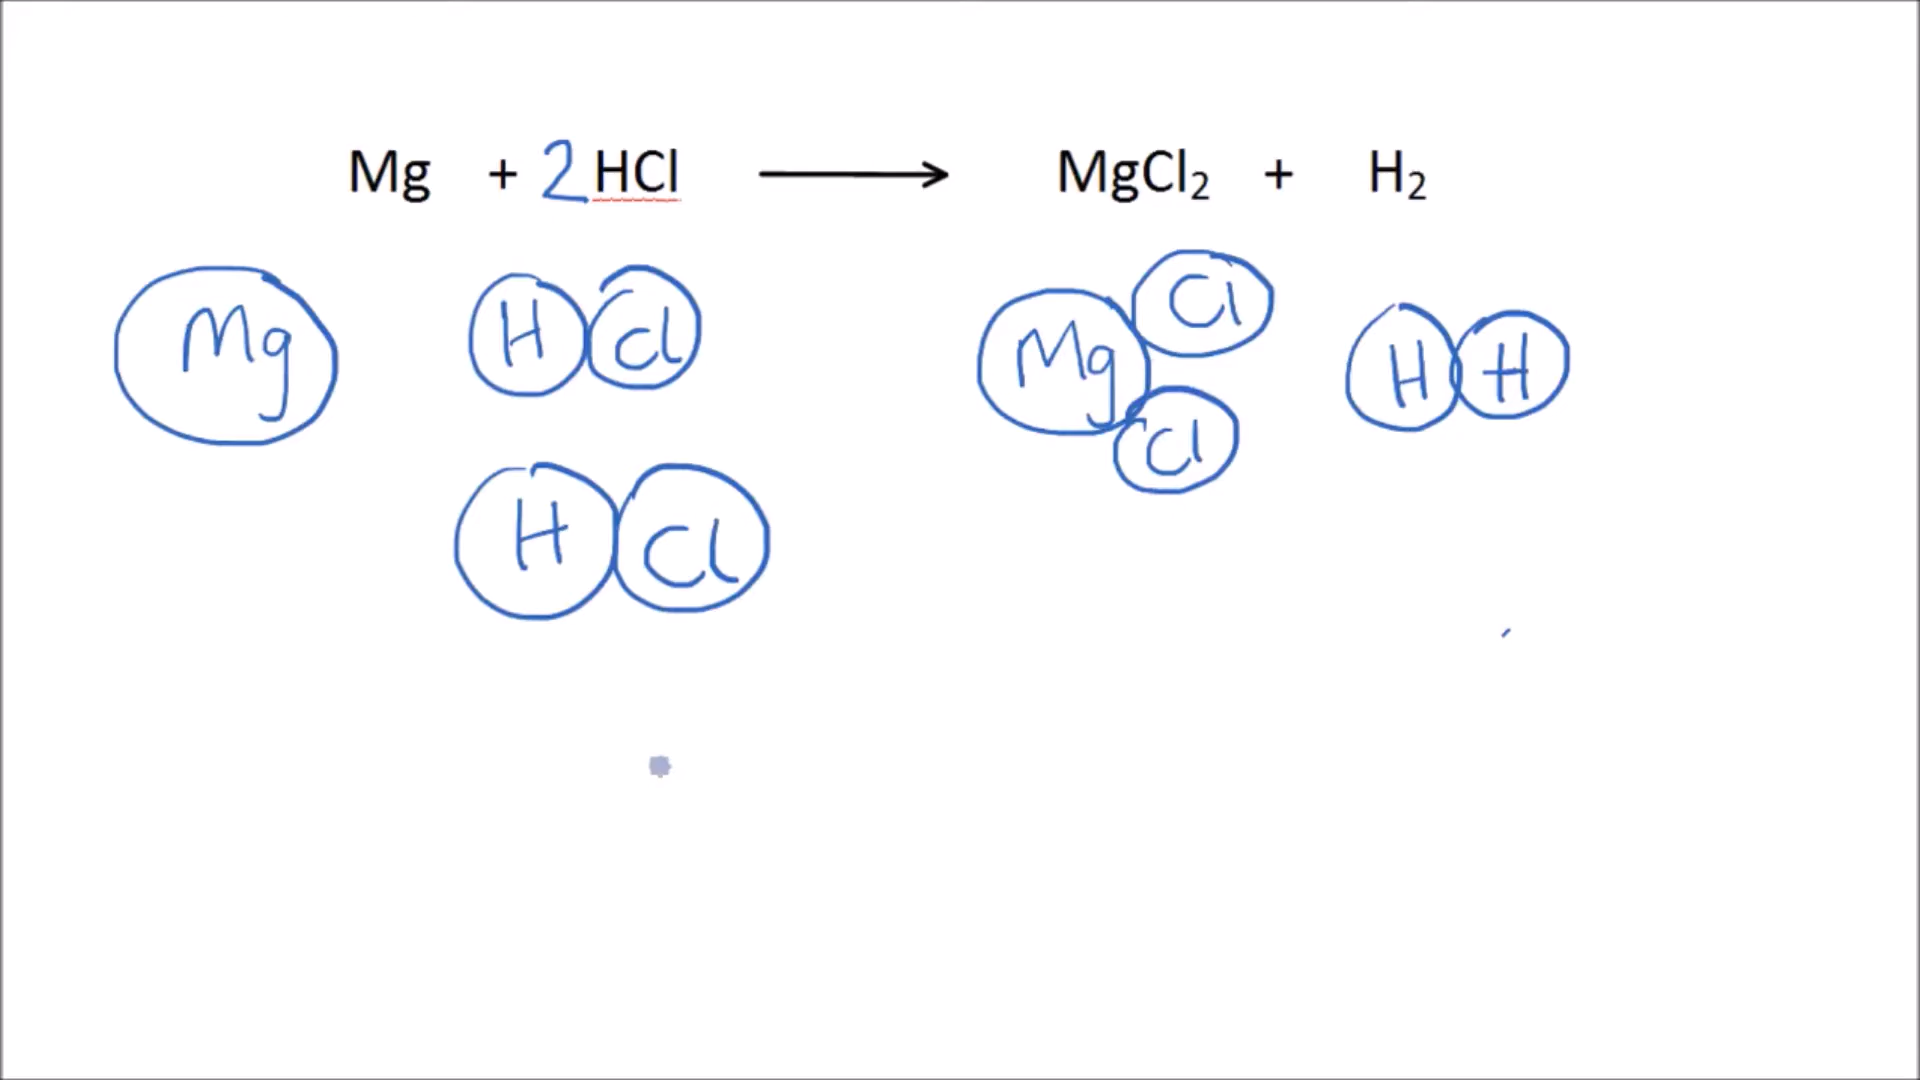 Mg + 2 HCl ⟶ MgCl₂ + H₂
Mg H Cl Mg Cl H H
Cl
H Cl